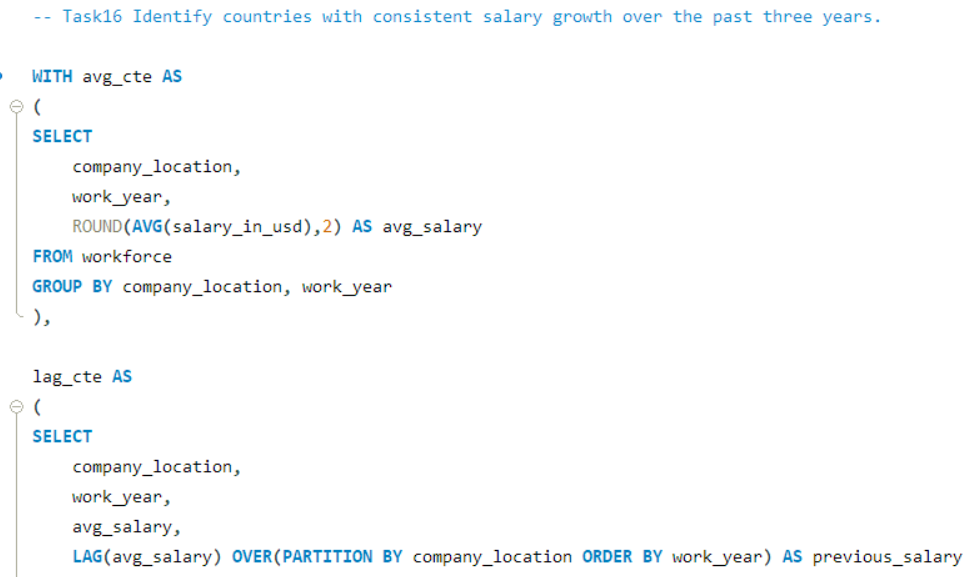 -- Task16 Identify countries with consistent salary growth over the past three years.
WITH avg_cte AS
(
SELECT
company_location,
work_year,
ROUND(AVG(salary_in_usd),2) AS avg_salary
FROM workforce
GROUP BY company_location, work_year
),
lag_cte AS
(
SELECT
company_location,
work_year,
avg_salary,
LAG(avg_salary) OVER(PARTITION BY company_location ORDER BY work_year) AS previous_salary